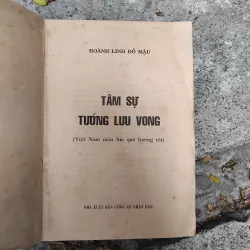 HOÀNH LINH ĐỖ MẬU
TÂM SỰ
TƯỚNG LƯU VONG
(Việt Nam máu lửa quê hương tôi)
NHÀ XUẤT BẢN CÔNG AN NHÂN DÂN